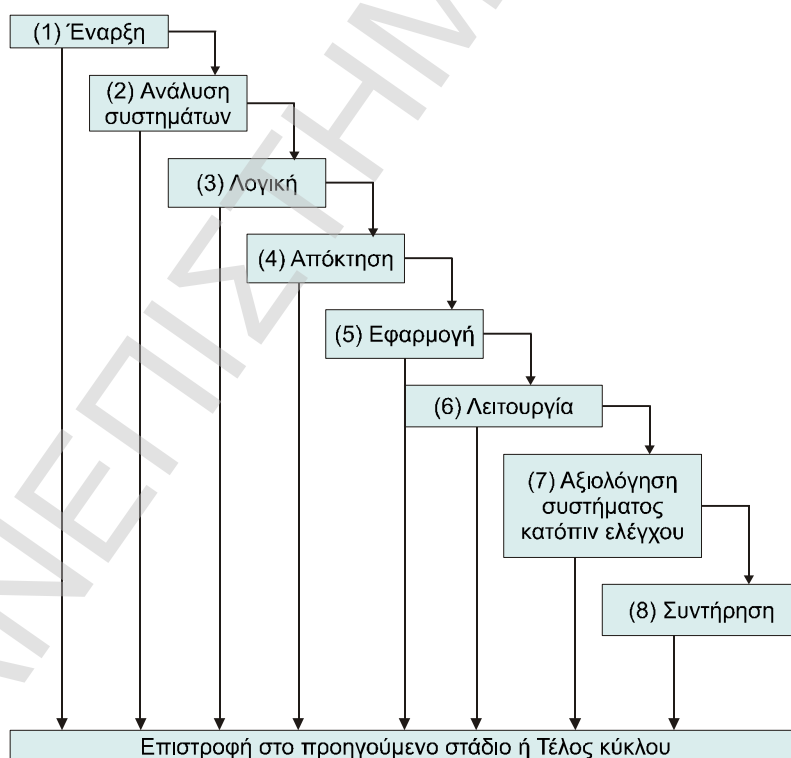 (1) Έναρξη
(2) Ανάλυση
συστημάτων
(3) Λογική
(4) Απόκτηση
(5) Εφαρμογή
(6) Λειτουργία
(7) Αξιολόγηση
συστήματος
κατόπιν ελέγχου
(8) Συντήρηση
Επιστροφή στο προηγούμενο στάδιο ή Τέλος κύκλου